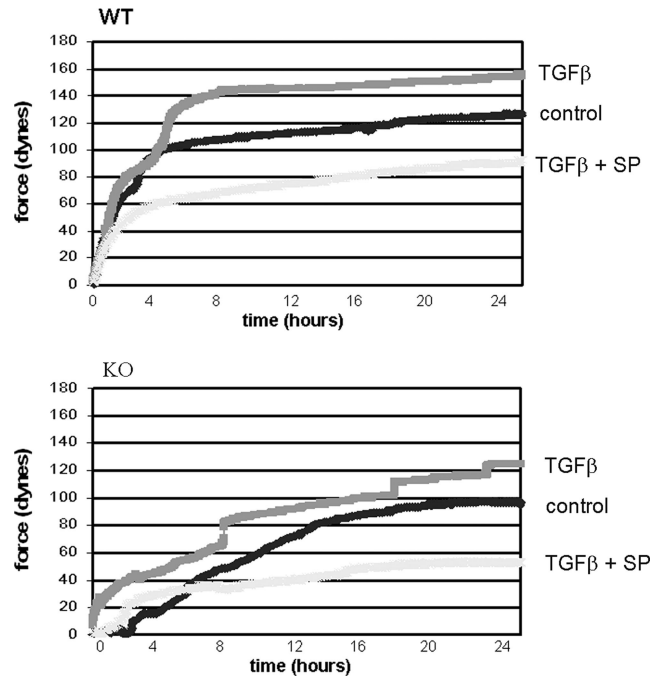 WT
180
160
140
120
100
80
60
40
20
0
force (dynes)
0 4 8 12 16 20 24
time (hours)
TGFβ
control
TGFβ + SP
KO
180
160
140
120
100
80
60
40
20
0
force (dynes)
0 4 8 12 16 20 24
time (hours)
TGFβ
control
TGFβ + SP